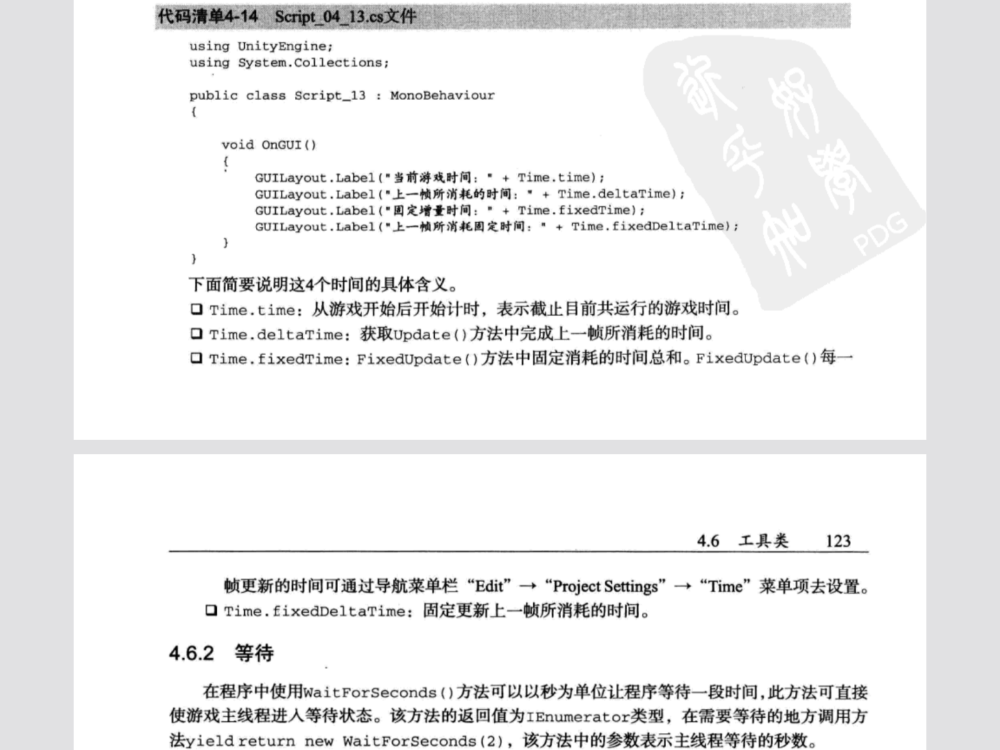 代码清单4-14 Script_04_13.cs文件
using UnityEngine;
using System.Collections;
public class Script_13 : MonoBehaviour
{
void OnGUI()
{
GUILayout.Label("当前游戏时间: " + Time.time);
GUILayout.Label("上一帧所消耗的时间: " + Time.deltaTime);
GUILayout.Label("固定增量时间: " + Time.fixedTime);
GUILayout.Label("上一帧所消耗固定时间: " + Time.fixedDeltaTime);
}
}
下面简要说明这4个时间的具体含义。
❑ Time.time：从游戏开始后开始计时，表示截止目前共运行的游戏时间。
❑ Time.deltaTime：获取Update()方法中完成上一帧所消耗的时间。
❑ Time.fixedTime：FixedUpdate()方法中固定消耗的时间总和。FixedUpdate()每一
PDG
4.6 工具类 123
帧更新的时间可通过导航菜单栏“Edit”→“Project Settings”→“Time”菜单项去设置。
❑ Time.fixedDeltaTime：固定更新上一帧所消耗的时间。
4.6.2 等待
在程序中使用WaitForSeconds()方法可以以秒为单位让程序等待一段时间，此方法可直接
使游戏主线程进入等待状态。该方法的返回值为IEnumerator类型，在需要等待的地方调用方
法yield return new WaitForSeconds(2)，该方法中的参数表示主线程等待的秒数。